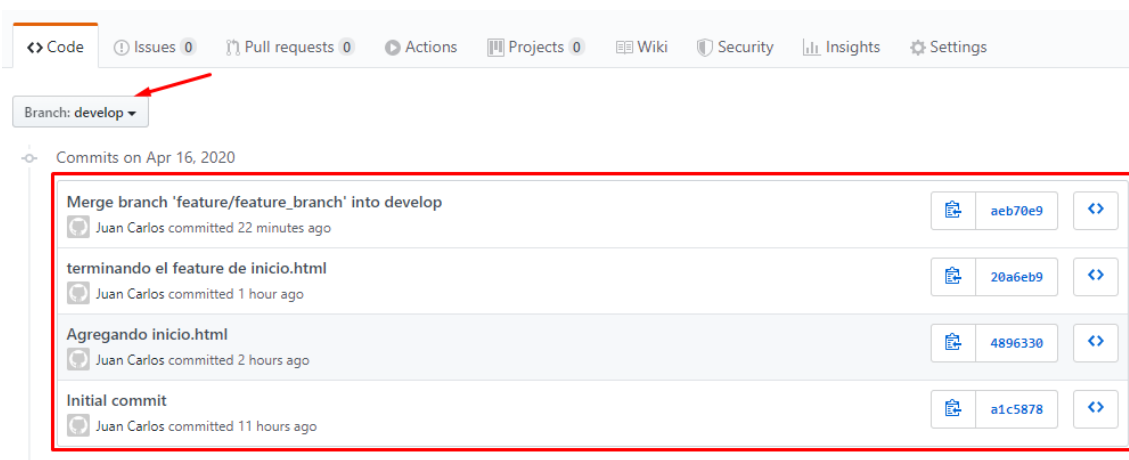 Code Issues 0 Pull requests 0 Actions Projects 0 Wiki Security Insights Settings
Branch: develop
Commits on Apr 16, 2020
Merge branch 'feature/feature_branch' into develop
Juan Carlos committed 22 minutes ago
aeb70e9
terminando el feature de inicio.html
Juan Carlos committed 1 hour ago
20a6eb9
Agregando inicio.html
Juan Carlos committed 2 hours ago
4896330
Initial commit
Juan Carlos committed 11 hours ago
a1c5878